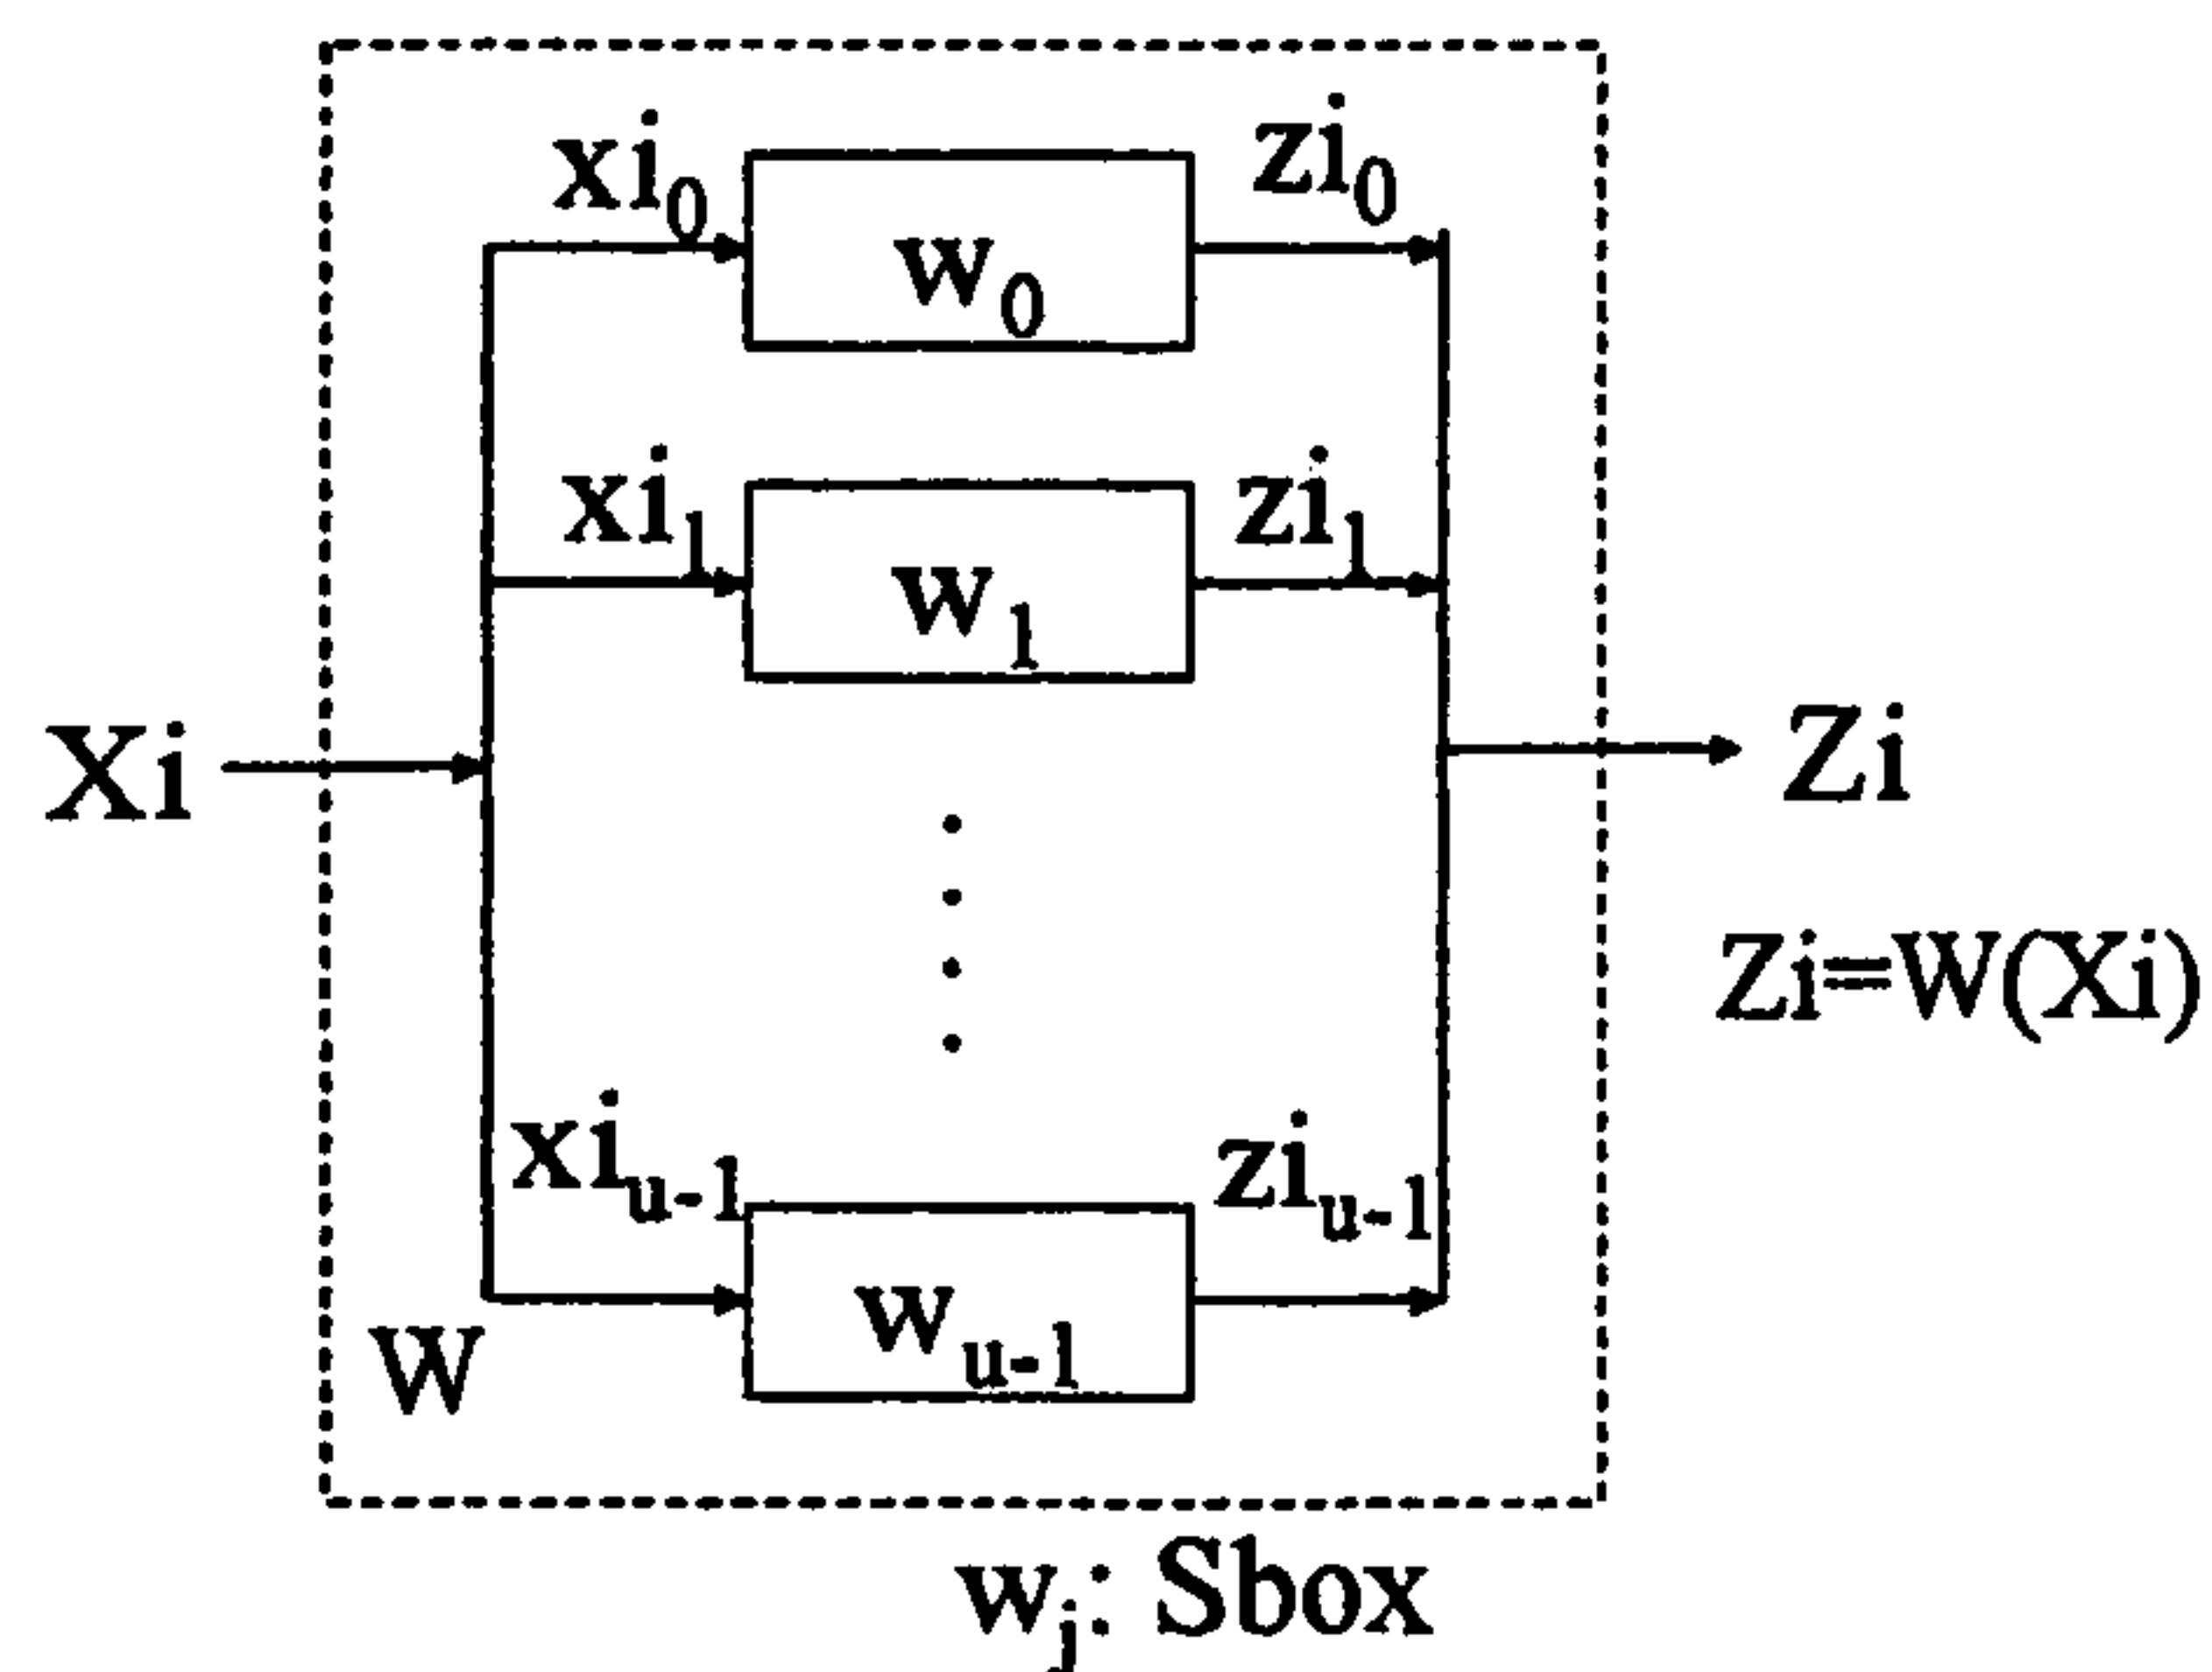 xi₀ zi₀
w₀
xi₁ zi₁
w₁
Xi Zi
Zi=W(Xi)
xiᵤ₋₁ ziᵤ₋₁
wᵤ₋₁
W
wⱼ: Sbox